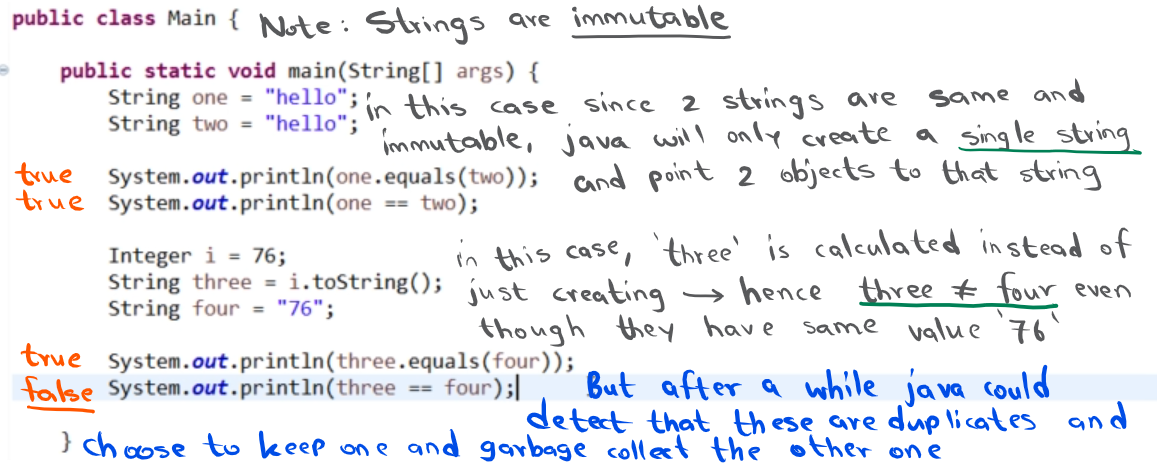 public class Main { Note: Strings are immutable
public static void main(String[] args) {
String one = "hello"; in this case since 2 strings are same and
String two = "hello"; immutable, java will only create a single string
true System.out.println(one.equals(two)); and point 2 objects to that string
true System.out.println(one == two);
Integer i = 76; in this case, 'three' is calculated instead of
String three = i.toString(); just creating → hence three ≠ four even
String four = "76"; though they have same value '76'
true System.out.println(three.equals(four));
false System.out.println(three == four); But after a while java could
detect that these are duplicates and
} choose to keep one and garbage collect the other one